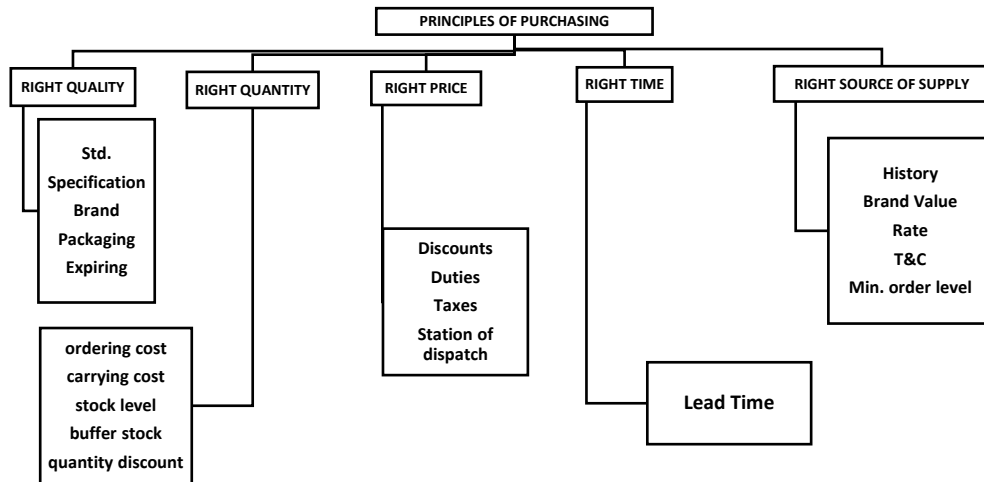 PRINCIPLES OF PURCHASING
RIGHT QUALITY
Std.
Specification
Brand
Packaging
Expiring
RIGHT QUANTITY
ordering cost
carrying cost
stock level
buffer stock
quantity discount
RIGHT PRICE
Discounts
Duties
Taxes
Station of
dispatch
RIGHT TIME
Lead Time
RIGHT SOURCE OF SUPPLY
History
Brand Value
Rate
T&C
Min. order level